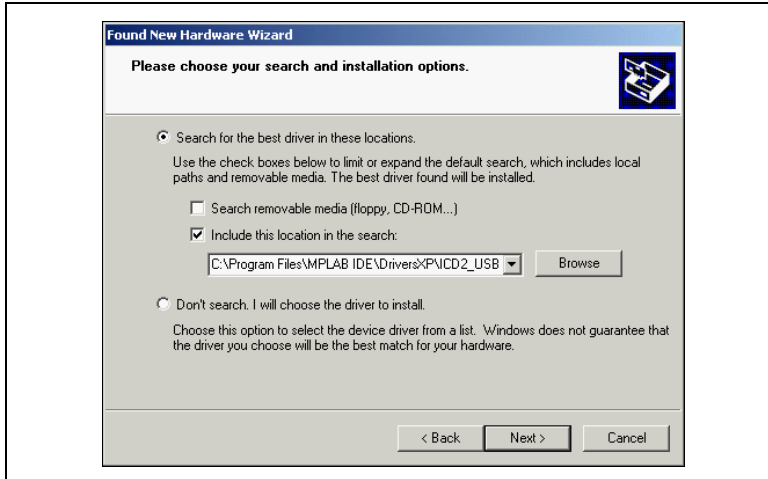 Found New Hardware Wizard
Please choose your search and installation options.
Search for the best driver in these locations.
Use the check boxes below to limit or expand the default search, which includes local
paths and removable media. The best driver found will be installed.
Search removable media (floppy, CD-ROM...)
Include this location in the search:
C:\Program Files\MPLAB IDE\DriversXP\ICD2_USB
Browse
Don't search. I will choose the driver to install.
Choose this option to select the device driver from a list. Windows does not guarantee that
the driver you choose will be the best match for your hardware.
< Back Next > Cancel